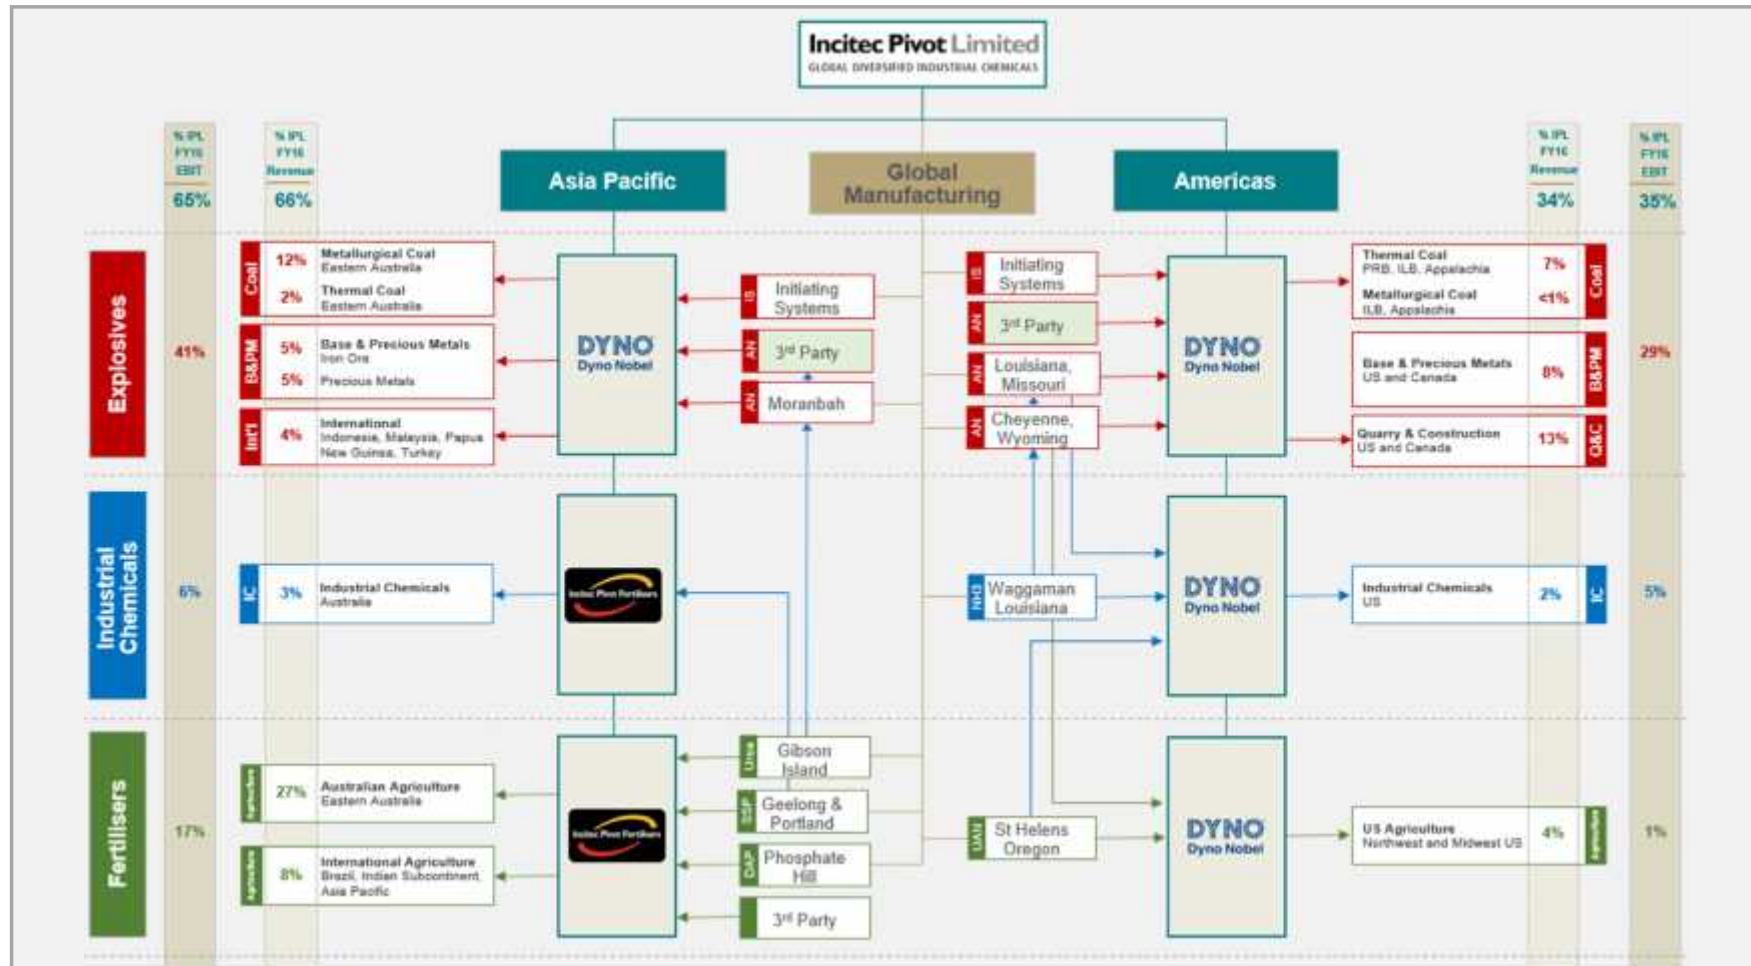 Incitec Pivot Limited
GLOBAL DIVERSIFIED INDUSTRIAL CHEMICALS
% IPL
FY16
EBIT
65%
% IPL
FY16
Revenue
66%
Asia Pacific
Global
Manufacturing
Americas
% IPL
FY16
Revenue
34%
% IPL
FY16
EBIT
35%
Explosives
41%
Coal
12%
Metallurgical Coal
Eastern Australia
2%
Thermal Coal
Eastern Australia
B&PM
5%
Base & Precious Metals
Iron Ore
5%
Precious Metals
Int'l
4%
International
Indonesia, Malaysia, Papua
New Guinea, Turkey
DYNO
Dyno Nobel
IS
Initiating
Systems
AN
3rd Party
AN
Moranbah
IS
Initiating
Systems
AN
3rd Party
AN
Louisiana,
Missouri
AN
Cheyenne,
Wyoming
DYNO
Dyno Nobel
Thermal Coal
PRB, ILB, Appalachia
7%
Metallurgical Coal
ILB, Appalachia
<1%
Coal
Base & Precious Metals
US and Canada
8%
B&PM
Quarry & Construction
US and Canada
13%
Q&C
29%
Industrial
Chemicals
6%
IC
3%
Industrial Chemicals
Australia
Incitec Pivot Fertilisers
NH3
Waggaman
Louisiana
DYNO
Dyno Nobel
Industrial Chemicals
US
2%
IC
5%
Fertilisers
17%
Agriculture
27%
Australian Agriculture
Eastern Australia
Agriculture
8%
International Agriculture
Brazil, Indian Subcontinent,
Asia Pacific
Incitec Pivot Fertilisers
Urea
Gibson
Island
SSP
Geelong &
Portland
DAP
Phosphate
Hill
3rd Party
UAN
St Helens
Oregon
DYNO
Dyno Nobel
US Agriculture
Northwest and Midwest US
4%
Agriculture
1%